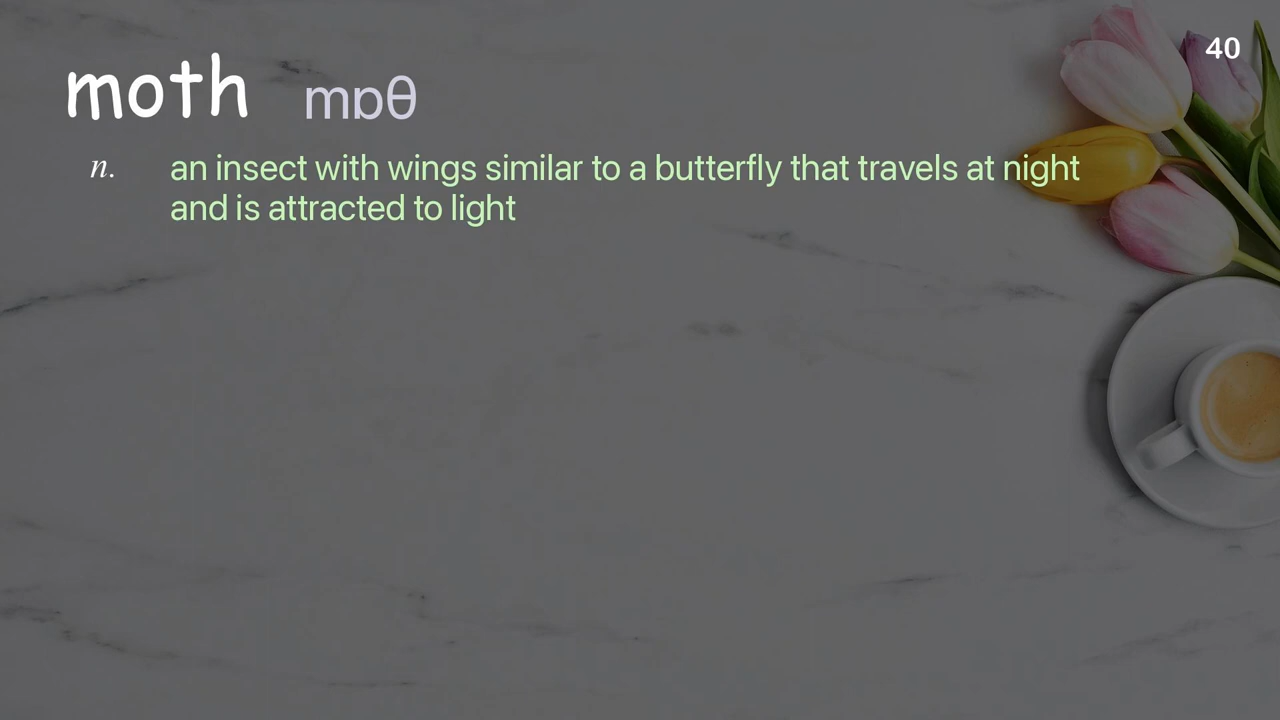 40
moth mɒθ
n. an insect with wings similar to a butterfly that travels at night
and is attracted to light